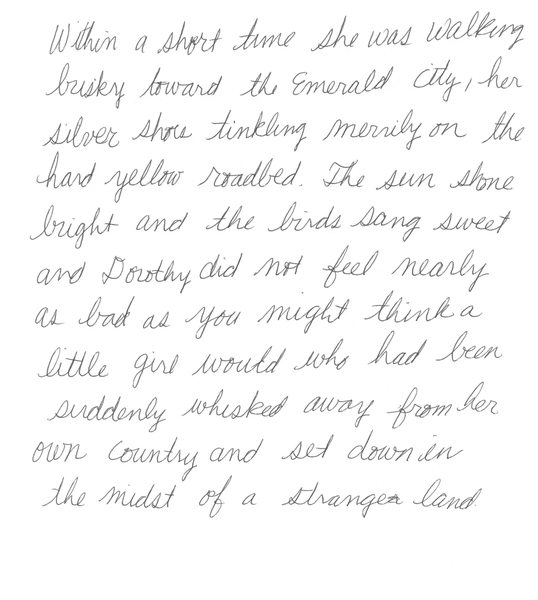 Within a short time she was walking
briskly toward the Emerald City, her
silver shoes tinkling merrily on the
hard yellow roadbed. The sun shone
bright and the birds sang sweet
and Dorothy did not feel nearly
as bad as you might think a
little girl would who had been
suddenly whisked away from her
own country and set down in
the midst of a strange land.